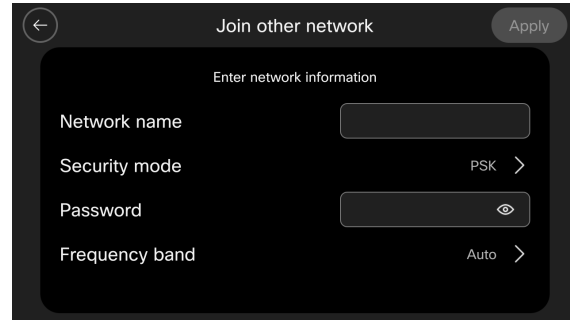 Join other network
Apply
Enter network information
Network name
Security mode PSK
Password
Frequency band Auto